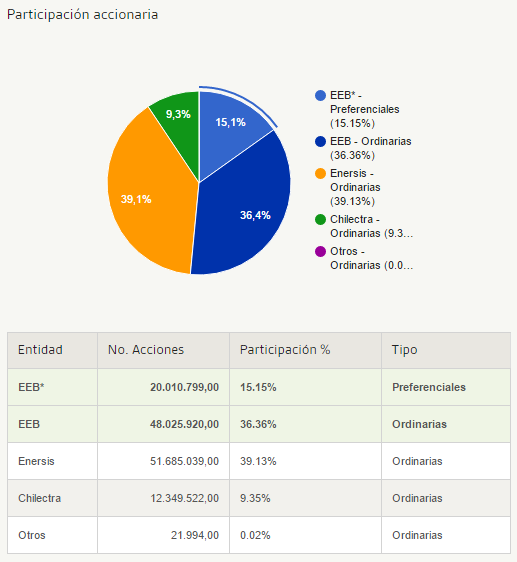 Participación accionaria
9,3%
15,1%
39,1%
36,4%
EEB* -
Preferenciales
(15.15%)
EEB - Ordinarias
(36.36%)
Enersis -
Ordinarias
(39.13%)
Chilectra -
Ordinarias (9.3...
Otros -
Ordinarias (0.0...
Entidad No. Acciones Participación % Tipo
EEB* 20.010.799,00 15.15% Preferenciales
EEB 48.025.920,00 36.36% Ordinarias
Enersis 51.685.039,00 39.13% Ordinarias
Chilectra 12.349.522,00 9.35% Ordinarias
Otros 21.994,00 0.02% Ordinarias